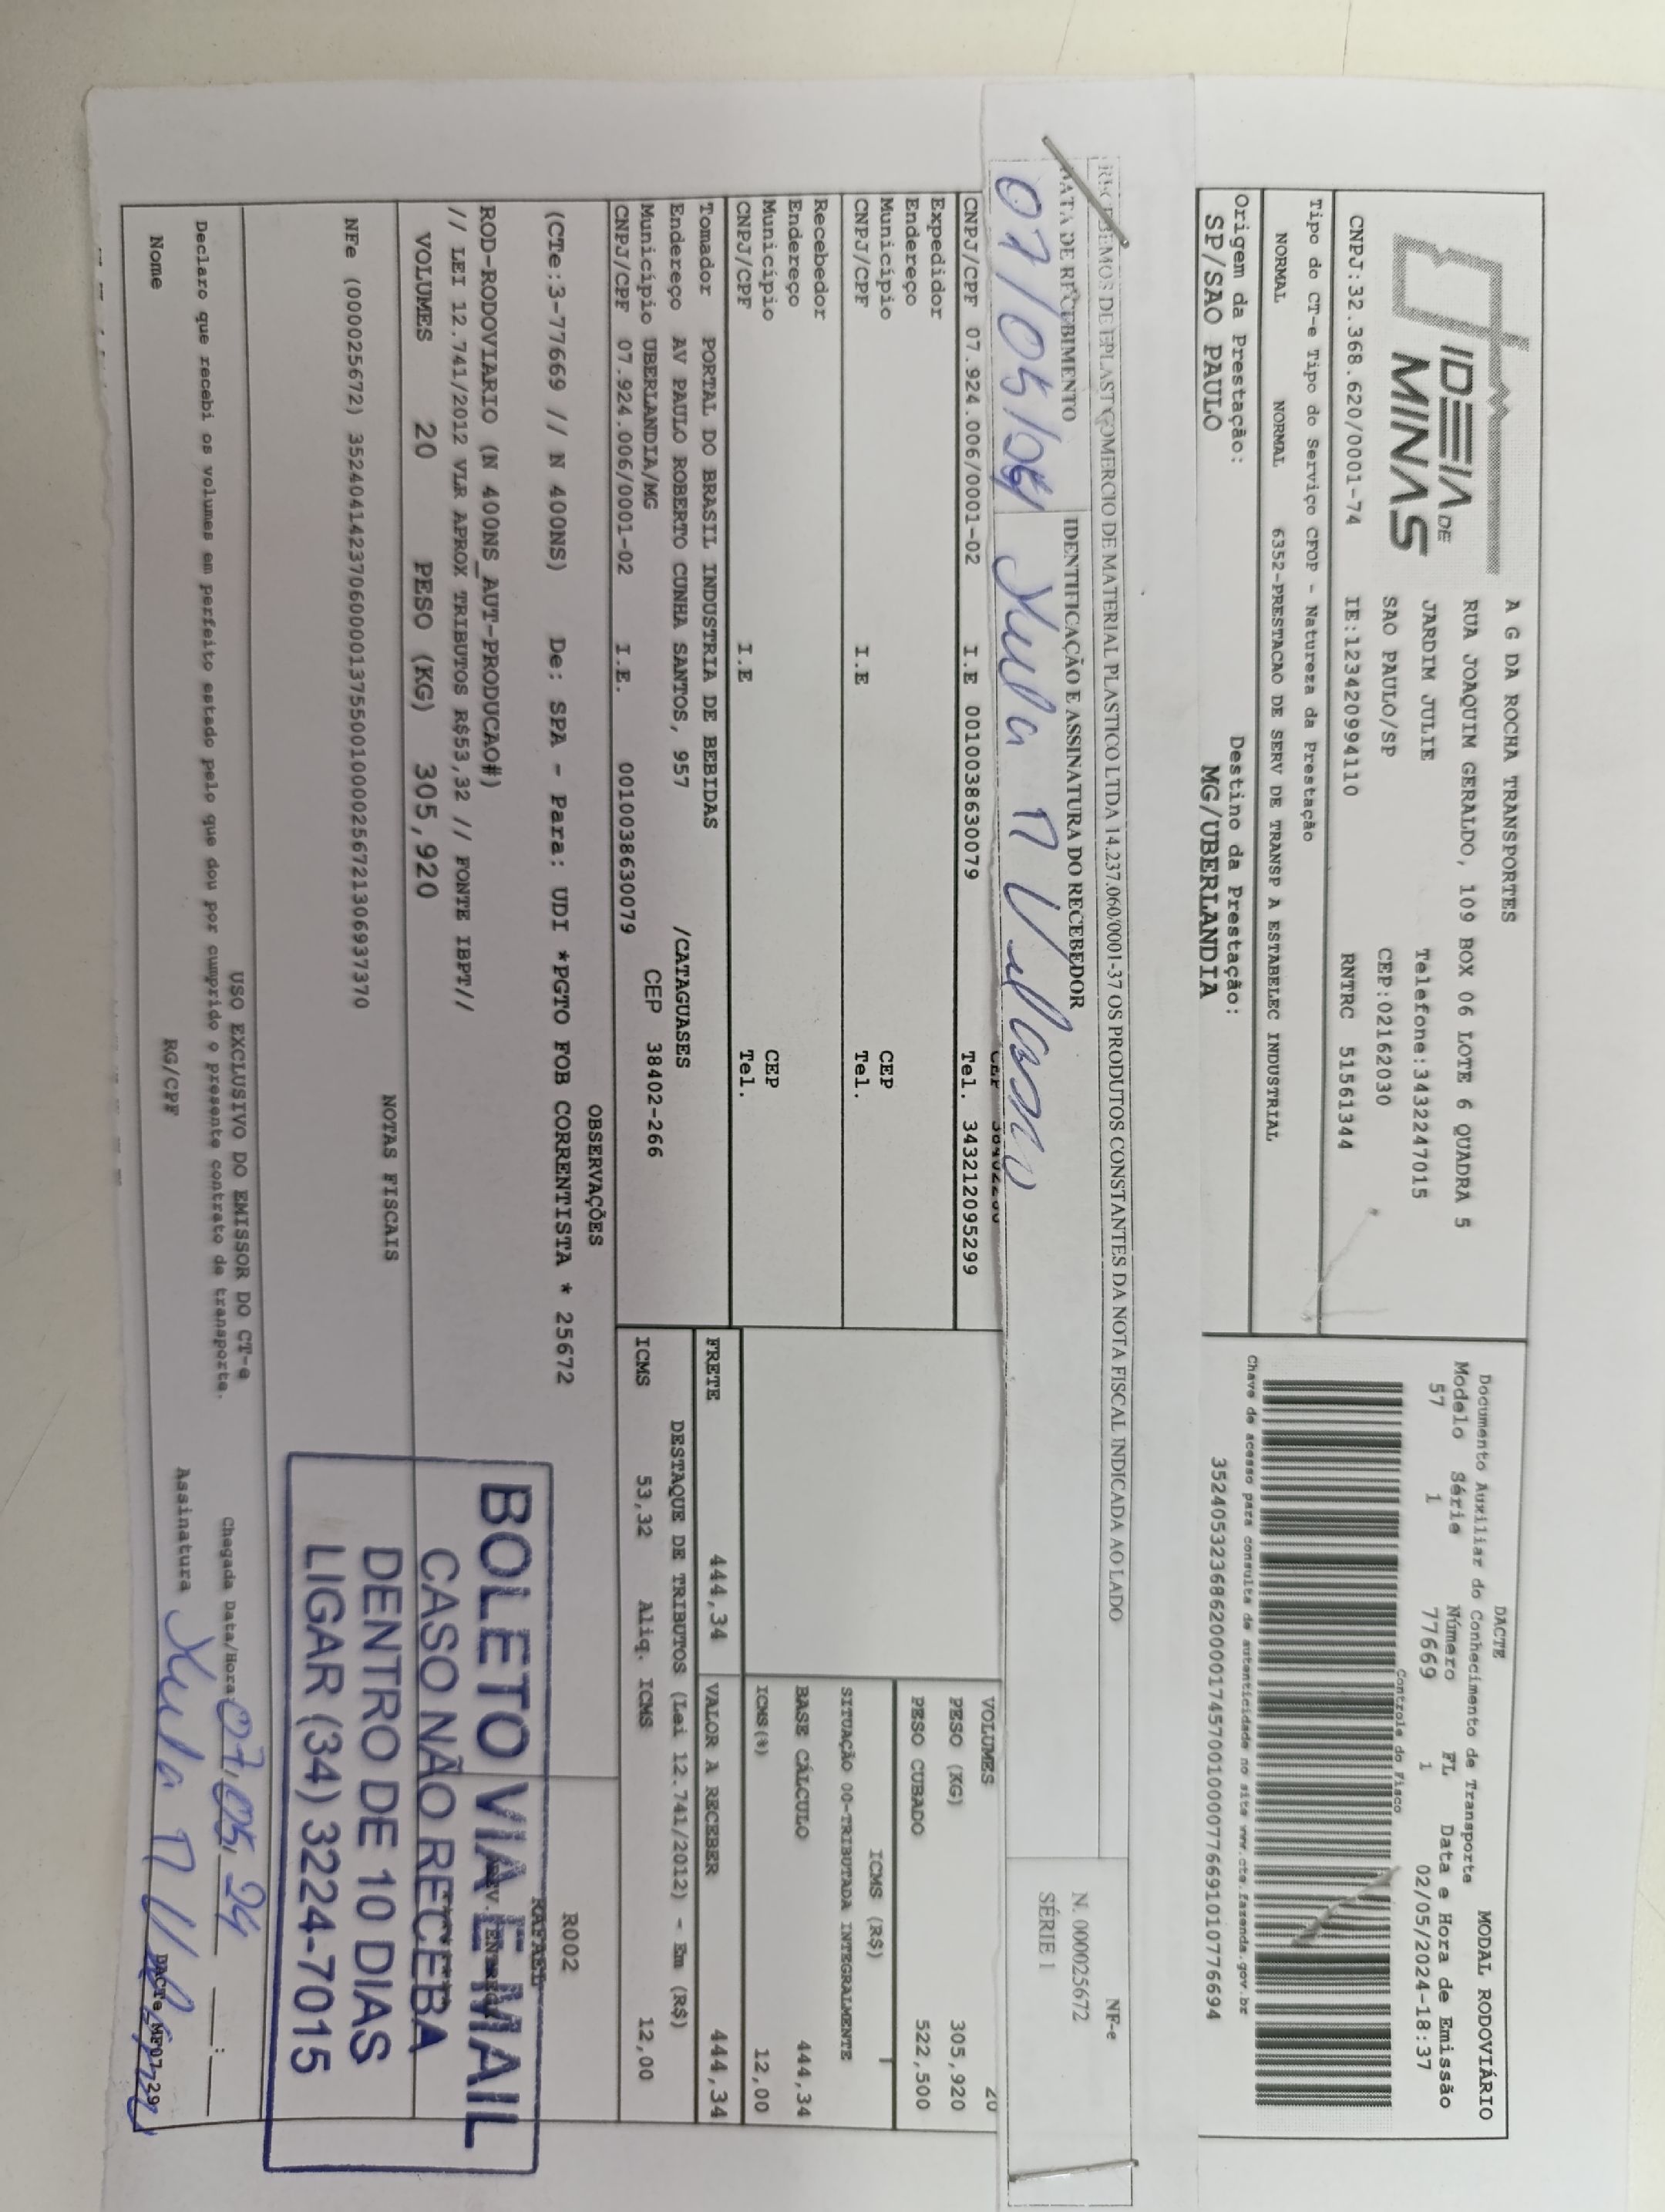 IDEIA DE
MINAS
A G DA ROCHA TRANSPORTES
RUA JOAQUIM GERALDO, 109 BOX 06 LOTE 6 QUADRA 5
JARDIM JULIE Telefone:3432247015
SAO PAULO/SP CEP:02162030
CNPJ:32.368.620/0001-74 IE:123420994110 RNTRC 51561344
Tipo do CT-e Tipo do Serviço CFOP - Natureza da Prestação
NORMAL NORMAL 6352-PRESTACAO DE SERV DE TRANSP A ESTABELEC INDUSTRIAL
Origem da Prestação: Destino da Prestação:
SP/SAO PAULO MG/UBERLANDIA
DACTE MODAL RODOVIÁRIO
Documento Auxiliar do Conhecimento de Transporte
Modelo Série Número FL Data e Hora de Emissão
57 1 77669 1 02/05/2024-18:37
Controle do Fisco
Chave de acesso para consulta de autenticidade no site www.cte.fazenda.gov.br
35240532368620000174570010000776691010776694
RECEBEMOS DE EPLAST COMERCIO DE MATERIAL PLASTICO LTDA 14.237.060/0001-37 OS PRODUTOS CONSTANTES DA NOTA FISCAL INDICADA AO LADO
DATA DE RECEBIMENTO IDENTIFICAÇÃO E ASSINATURA DO RECEBEDOR
07/05/
NF-e
N. 000025672
SÉRIE 1
CNPJ/CPF 07.924.006/0001-02 I.E 0010038630079 Tel. 343212095299
Expedidor
Endereço
Município CEP
CNPJ/CPF I.E Tel.
Recebedor
Endereço
Município CEP
CNPJ/CPF I.E Tel.
Tomador PORTAL DO BRASIL INDUSTRIA DE BEBIDAS
Endereço AV PAULO ROBERTO CUNHA SANTOS, 957 /CATAGUASES
Município UBERLANDIA/MG CEP 38402-266
CNPJ/CPF 07.924.006/0001-02 I.E. 0010038630079
VOLUMES 20
PESO (KG) 305,920
PESO CUBADO 522,500
ICMS (R$)
SITUAÇÃO 00-TRIBUTADA INTEGRALMENTE
BASE CÁLCULO 444,34
ICMS(%) 12,00
FRETE 444,34 VALOR A RECEBER 444,34
DESTAQUE DE TRIBUTOS (Lei 12.741/2012) - Em (R$)
ICMS 53,32 Aliq. ICMS 12,00
OBSERVAÇÕES
(CTe:3-77669 // N 400NS) De: SPA - Para: UDI *PGTO FOB CORRENTISTA * 25672
R002
RAFAEL
ROD-RODOVIARIO (N 400NS_AUT-PRODUCAO#)
// LEI 12.741/2012 VLR APROX TRIBUTOS R$53,32 // FONTE IBPT//
VOLUMES 20 PESO (KG) 305,920
NOTAS FISCAIS
NFe (000025672) 35240414237060000137550010000256721306937370
BOLETO VIA E-MAIL
CASO NÃO RECEBA
DENTRO DE 10 DIAS
LIGAR (34) 3224-7015
USO EXCLUSIVO DO EMISSOR DO CT-e
Declaro que recebi os volumes em perfeito estado pelo que dou por cumprido o presente contrato de transporte.
Chegada Data/Hora 07.05.24
Nome RG/CPF Assinatura
DACTe MF07-29